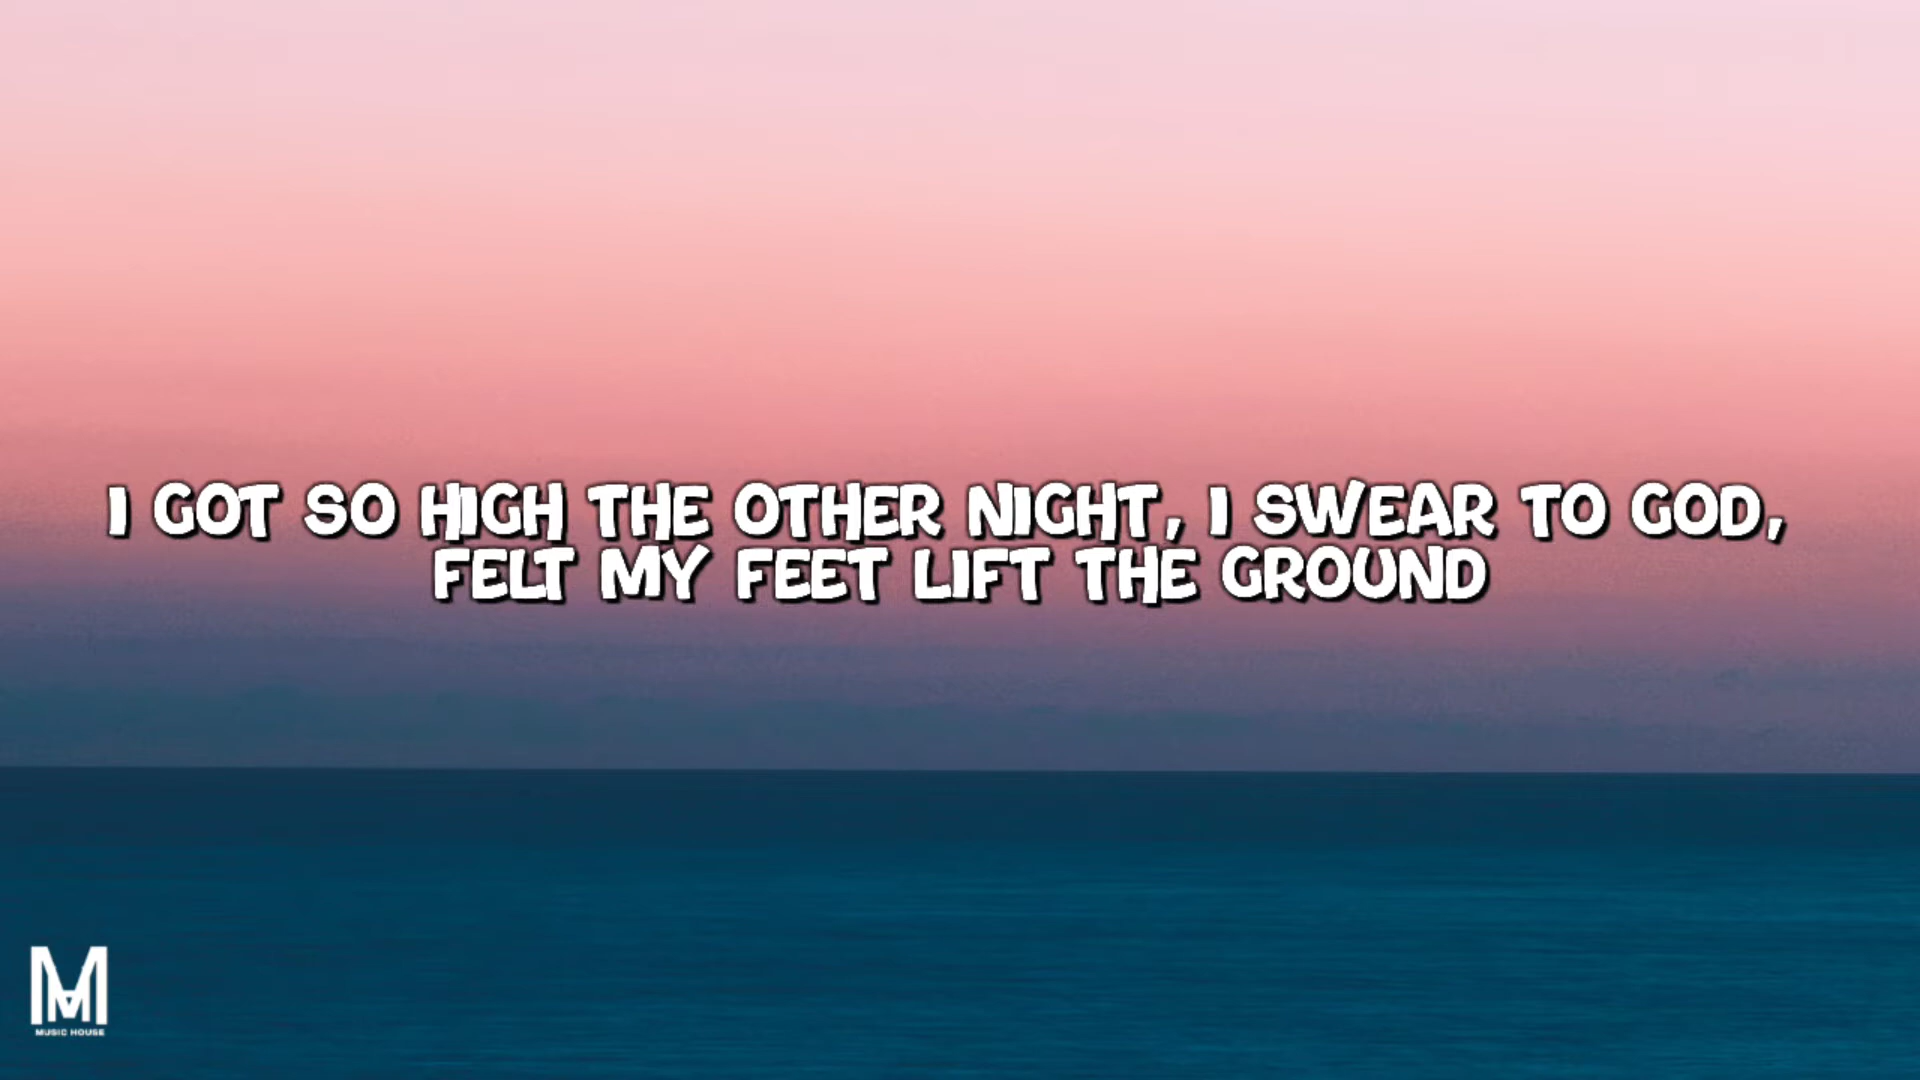 I GOT SO HIGH THE OTHER NIGHT, I SWEAR TO GOD,
FELT MY FEET LIFT THE GROUND
M
MUSIC HOUSE